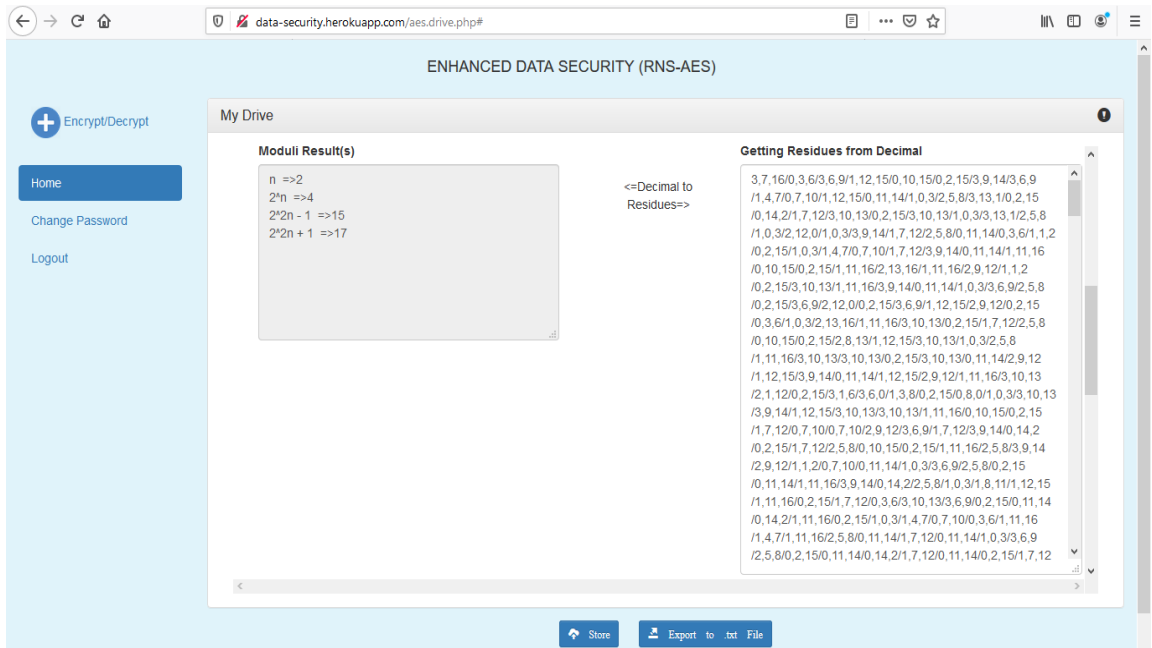 data-security.herokuapp.com/aes.drive.php#
ENHANCED DATA SECURITY (RNS-AES)
Encrypt/Decrypt
Home
Change Password
Logout
My Drive
Moduli Result(s)
n =>2
2^n =>4
2^2n - 1 =>15
2^2n + 1 =>17
<=Decimal to
Residues=>
Getting Residues from Decimal
3,7,16/0,3,6/3,6,9/1,12,15/0,10,15/0,2,15/3,9,14/3,6,9
/1,4,7/0,7,10/1,12,15/0,11,14/1,0,3/2,5,8/3,13,1/0,2,15
/0,14,2/1,7,12/3,10,13/0,2,15/3,10,13/1,0,3/3,13,1/2,5,8
/1,0,3/2,12,0/1,0,3/3,9,14/1,7,12/2,5,8/0,11,14/0,3,6/1,1,2
/0,2,15/1,0,3/1,4,7/0,7,10/1,7,12/3,9,14/0,11,14/1,11,16
/0,10,15/0,2,15/1,11,16/2,13,16/1,11,16/2,9,12/1,1,2
/0,2,15/3,10,13/1,11,16/3,9,14/0,11,14/1,0,3/3,6,9/2,5,8
/0,2,15/3,6,9/2,12,0/0,2,15/3,6,9/1,12,15/2,9,12/0,2,15
/0,3,6/1,0,3/2,13,16/1,11,16/3,10,13/0,2,15/1,7,12/2,5,8
/0,10,15/0,2,15/2,8,13/1,12,15/3,10,13/1,0,3/2,5,8
/1,11,16/3,10,13/3,10,13/0,2,15/3,10,13/0,11,14/2,9,12
/1,12,15/3,9,14/0,11,14/1,12,15/2,9,12/1,11,16/3,10,13
/2,1,12/0,2,15/3,1,6/3,6,0/1,3,8/0,2,15/0,8,0/1,0,3/3,10,13
/3,9,14/1,12,15/3,10,13/3,10,13/1,11,16/0,10,15/0,2,15
/1,7,12/0,7,10/0,7,10/2,9,12/3,6,9/1,7,12/3,9,14/0,14,2
/0,2,15/1,7,12/2,5,8/0,10,15/0,2,15/1,11,16/2,5,8/3,9,14
/2,9,12/1,1,2/0,7,10/0,11,14/1,0,3/3,6,9/2,5,8/0,2,15
/0,11,14/1,11,16/3,9,14/0,14,2/2,5,8/1,0,3/1,8,11/1,12,15
/1,11,16/0,2,15/1,7,12/0,3,6/3,10,13/3,6,9/0,2,15/0,11,14
/0,14,2/1,11,16/0,2,15/1,0,3/1,4,7/0,7,10/0,3,6/1,11,16
/1,4,7/1,11,16/2,5,8/0,11,14/1,7,12/0,11,14/1,0,3/3,6,9
/2,5,8/0,2,15/0,11,14/0,14,2/1,7,12/0,11,14/0,2,15/1,7,12
Store
Export to .txt File